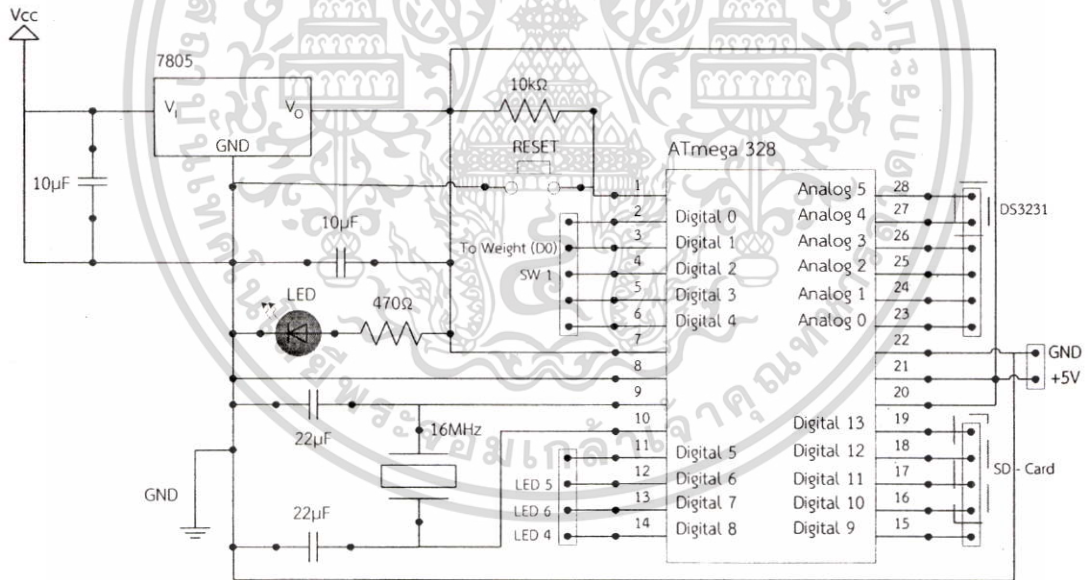 Vcc
7805
VI
VO
GND
10µF
10kΩ
RESET
10µF
LED
470Ω
To Weight (D0)
SW 1
ATmega 328
1
2
3
4
5
6
7
8
9
10
11
12
13
14
Digital 0
Digital 1
Digital 2
Digital 3
Digital 4
Digital 5
Digital 6
Digital 7
Digital 8
Analog 5
Analog 4
Analog 3
Analog 2
Analog 1
Analog 0
Digital 13
Digital 12
Digital 11
Digital 10
Digital 9
28
27
26
25
24
23
22
21
20
19
18
17
16
15
DS3231
GND
+5V
SD - Card
22µF
16MHz
GND
22µF
LED 5
LED 6
LED 4